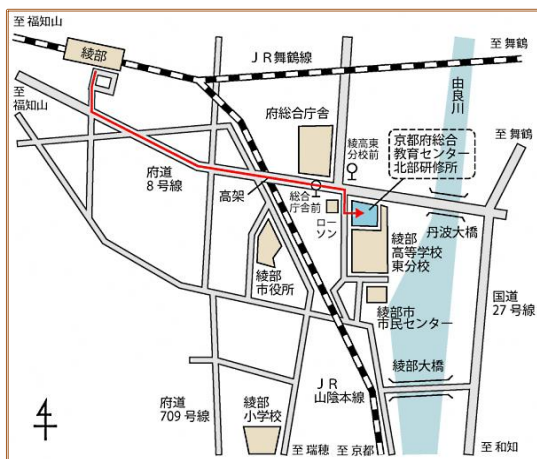 至 福知山
綾部
ＪＲ舞鶴線
至 舞鶴
至
福知山
府総合庁舎
綾高東
分校前
由良川
京都府総合
教育センター
北部研修所
至 舞鶴
府道
8号線
高架
総合
庁舎前
ローソン
丹波大橋
綾部
高等学校
東分校
綾部
市役所
国道
27号線
綾部市
市民センター
綾部大橋
ＪＲ
山陰本線
府道
709号線
綾部
小学校
至 瑞穂
至 京都
至 和知